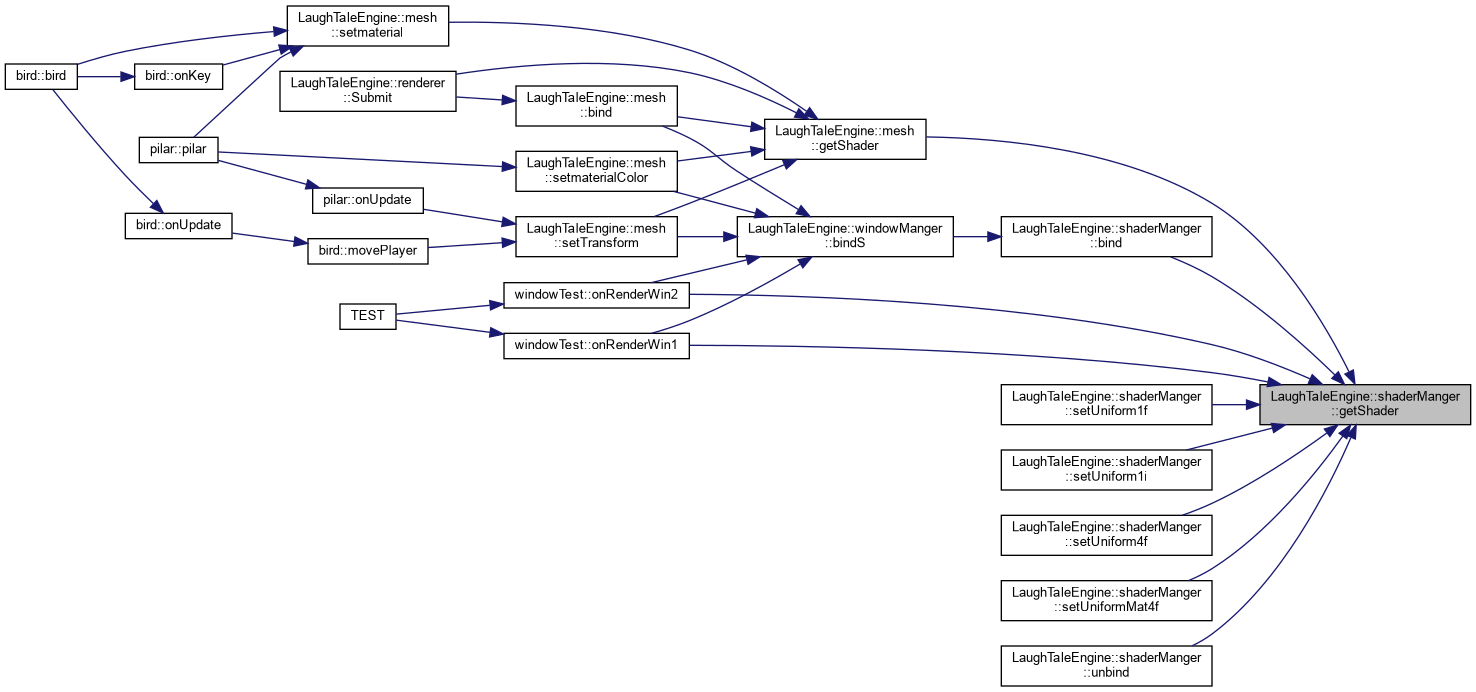 LaughTaleEngine::mesh
::setmaterial
bird::bird
bird::onKey
LaughTaleEngine::renderer
::Submit
LaughTaleEngine::mesh
::bind
LaughTaleEngine::mesh
::getShader
pilar::pilar
LaughTaleEngine::mesh
::setmaterialColor
pilar::onUpdate
bird::onUpdate
LaughTaleEngine::mesh
::setTransform
LaughTaleEngine::windowManger
::bindS
LaughTaleEngine::shaderManger
::bind
bird::movePlayer
windowTest::onRenderWin2
TEST
windowTest::onRenderWin1
LaughTaleEngine::shaderManger
::setUniform1f
LaughTaleEngine::shaderManger
::getShader
LaughTaleEngine::shaderManger
::setUniform1i
LaughTaleEngine::shaderManger
::setUniform4f
LaughTaleEngine::shaderManger
::setUniformMat4f
LaughTaleEngine::shaderManger
::unbind